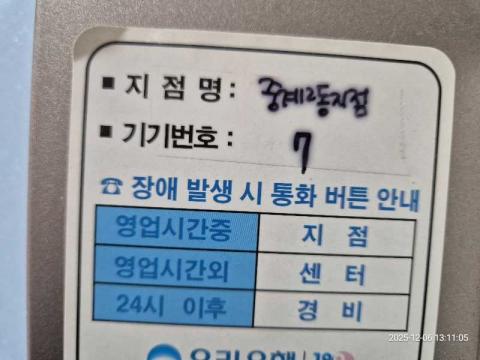 ■ 지 점 명 : 중계2동지점
■ 기기번호 : 7
☎ 장애 발생 시 통화 버튼 안내
영업시간중 지 점
영업시간외 센 터
24시 이후 경 비
2025-12-06 13:11:05